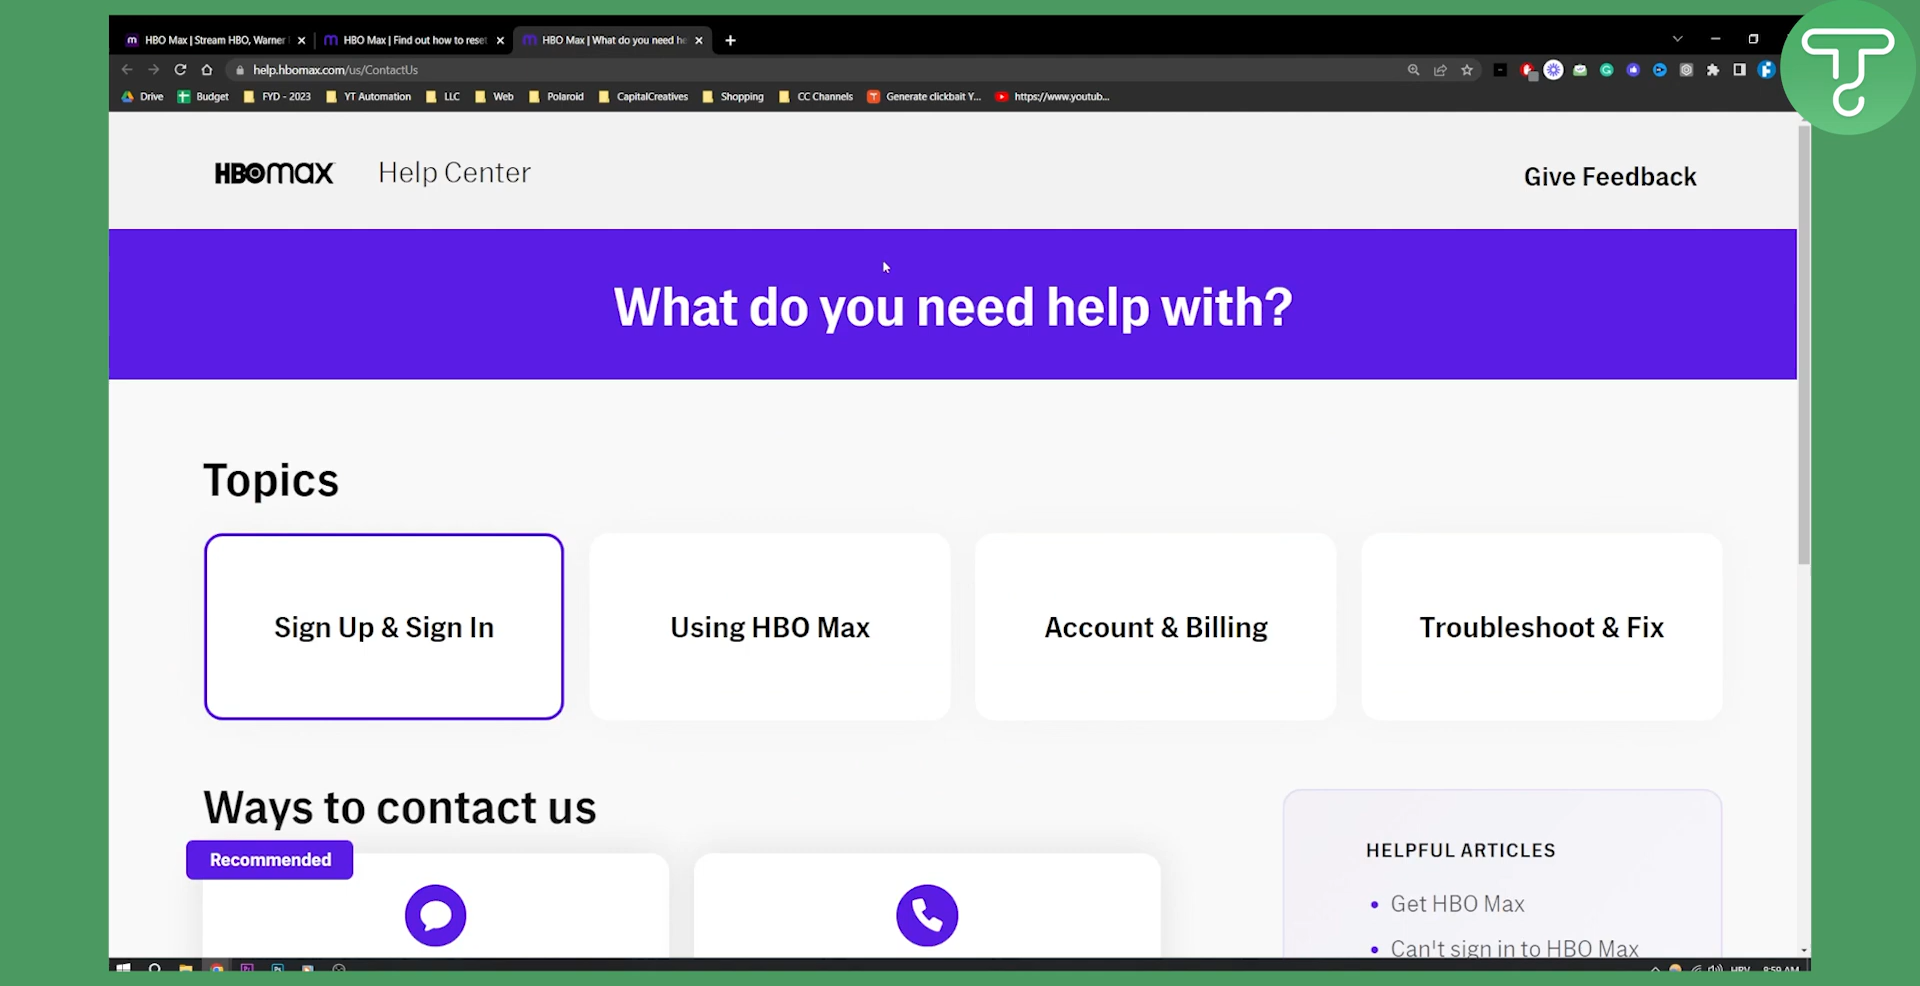 HBO Max | Stream HBO, Warner
HBO Max | Find out how to reset
HBO Max | What do you need he
help.hbomax.com/us/ContactUs
Drive
Budget
FYD - 2023
YT Automation
LLC
Web
Polaroid
CapitalCreatives
Shopping
CC Channels
Generate clickbait Y...
https://www.youtub...
HBOmax
Help Center
Give Feedback
What do you need help with?
Topics
Sign Up & Sign In
Using HBO Max
Account & Billing
Troubleshoot & Fix
Ways to contact us
Recommended
HELPFUL ARTICLES
Get HBO Max
Can't sign in to HBO Max
HRV
8:59 AM